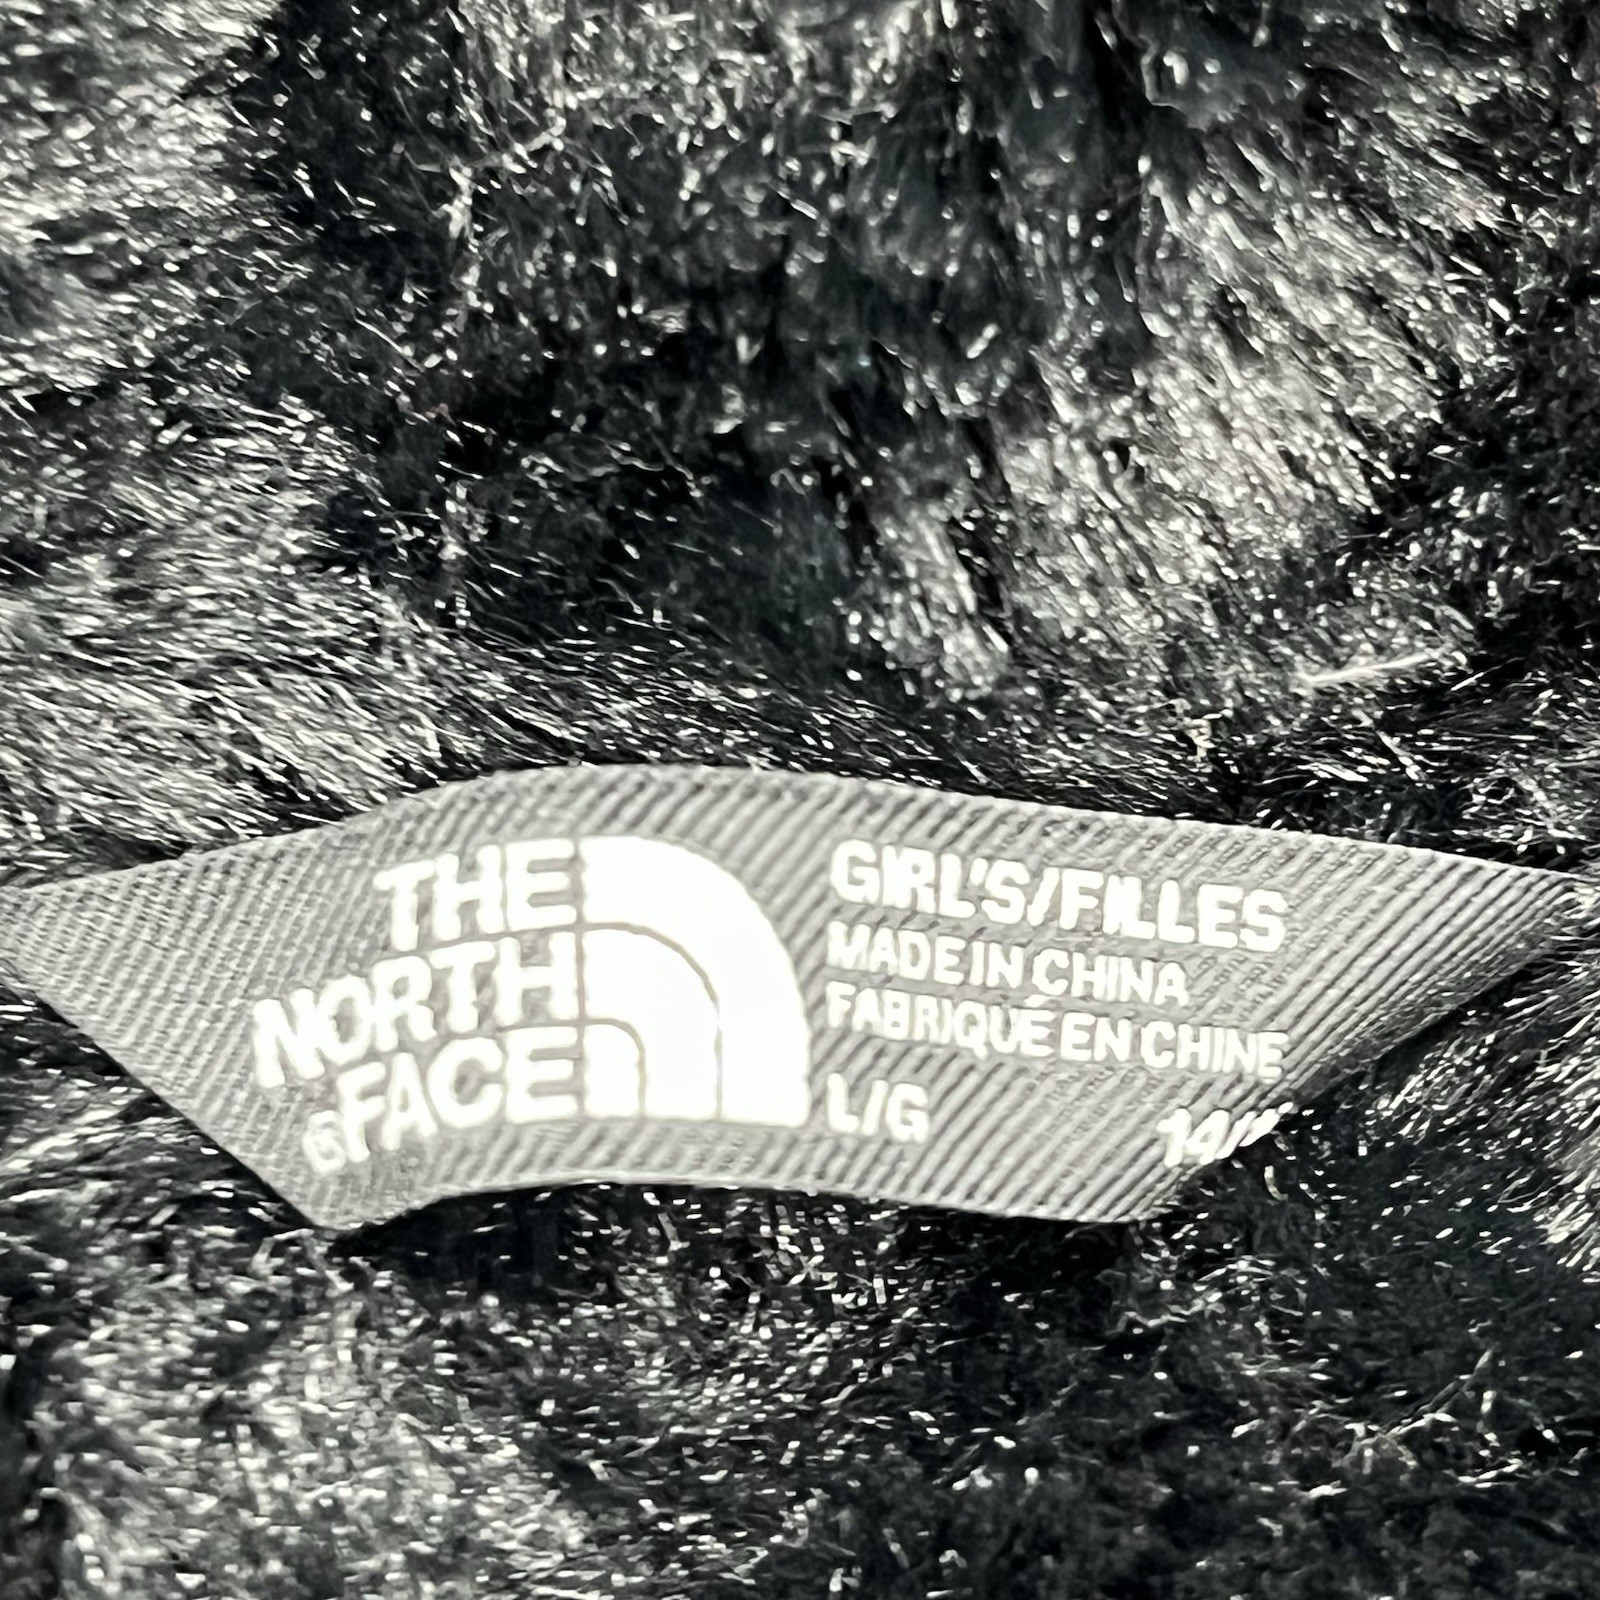 THE
NORTH
FACE
GIRL'S/FILLES
MADE IN CHINA
FABRIQUÉ EN CHINE
L/G